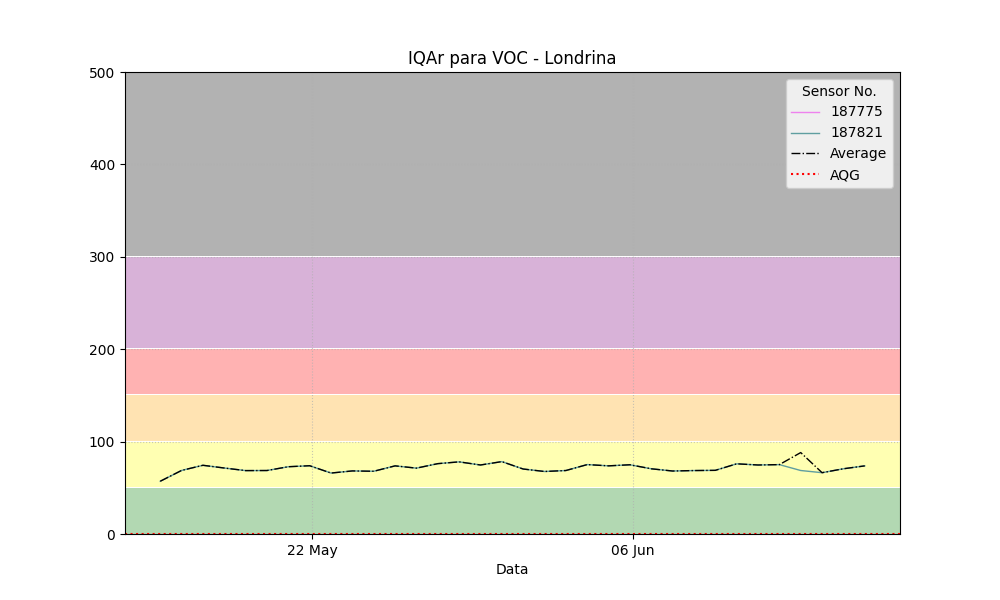 IQAr para VOC - Londrina
500
400
300
200
100
0
Sensor No.
187775
187821
Average
AQG
22 May
06 Jun
Data